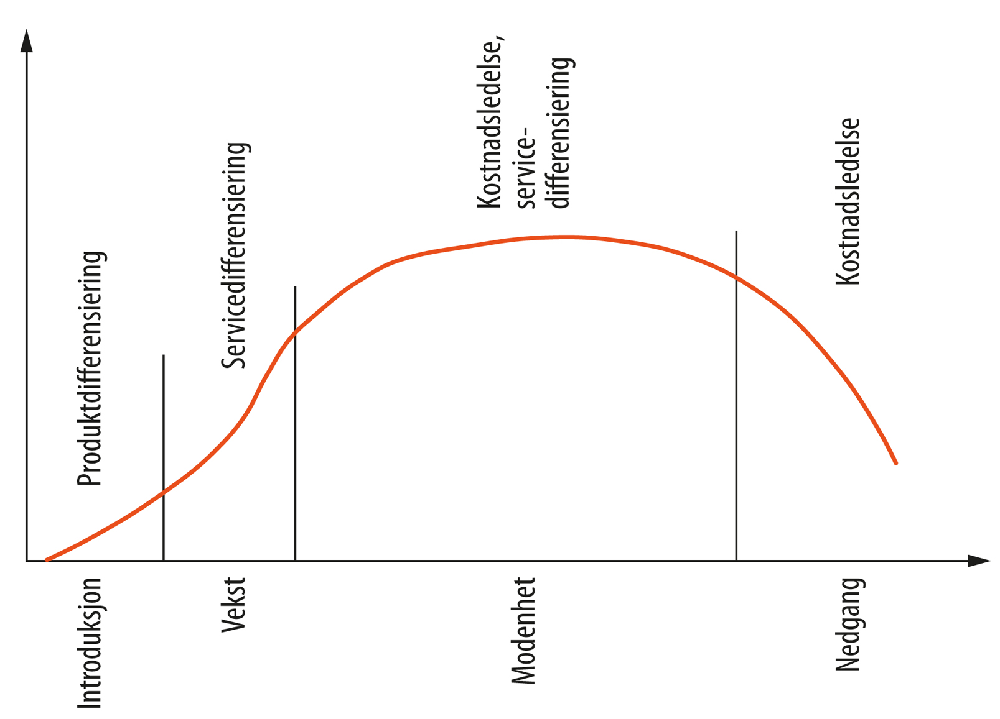 Produktdifferensiering
Servicedifferensiering
Kostnadsledelse,
service-
differensiering
Kostnadsledelse
Introduksjon
Vekst
Modenhet
Nedgang